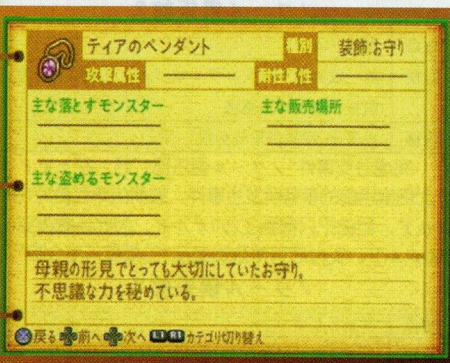 ティアのペンダント 種別 装飾:お守り
攻撃属性 耐性属性
主な落とすモンスター 主な販売場所
主な盗めるモンスター
母親の形見でとっても大切にしていたお守り。
不思議な力を秘めている。
戻る 前へ 次へ L1 R1 カテゴリ切り替え